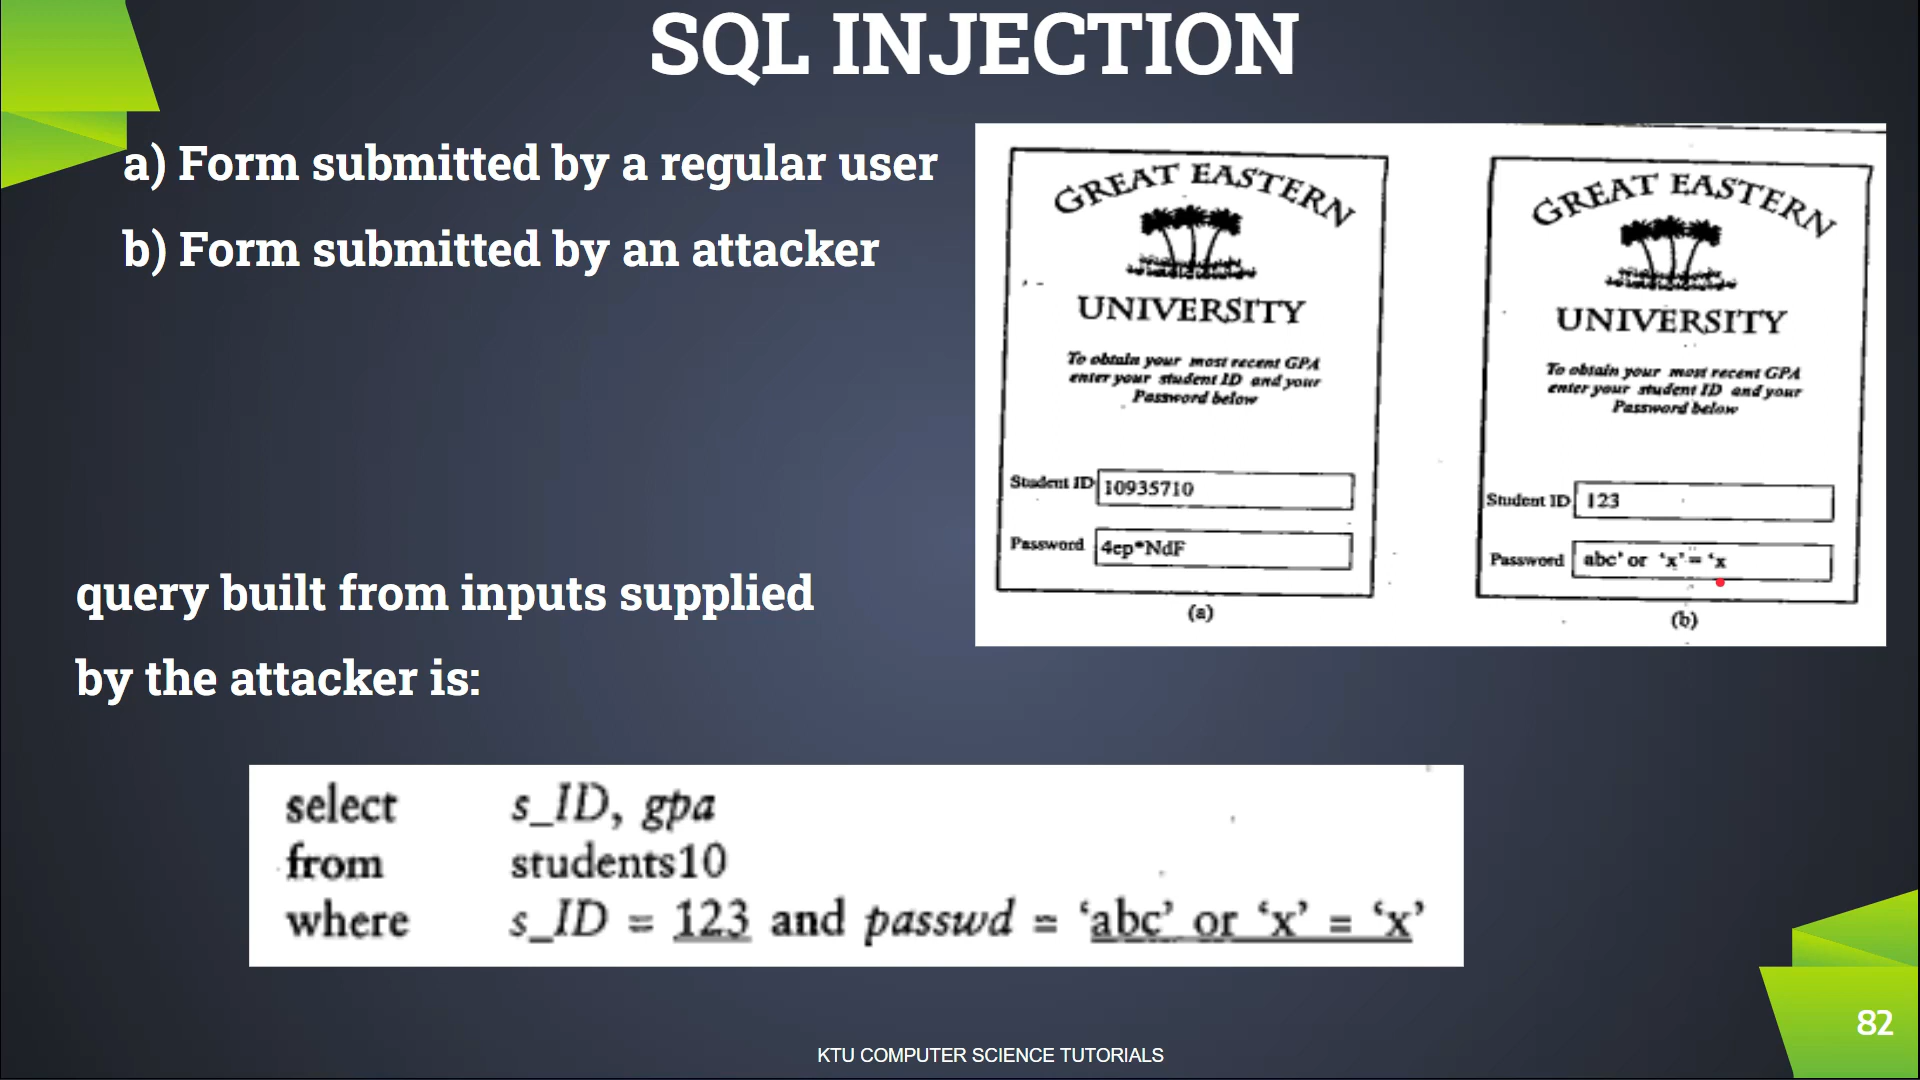 SQL INJECTION
a) Form submitted by a regular user
b) Form submitted by an attacker
GREAT EASTERN
UNIVERSITY
To obtain your most recent GPA
enter your student ID and your
Password below
Student ID 10935710
Password 4ep*NdF
(a)
GREAT EASTERN
UNIVERSITY
To obtain your most recent GPA
enter your student ID and your
Password below
Student ID 123
Password abc’ or ‘x’ = ‘x
(b)
query built from inputs supplied
by the attacker is:
select s_ID, gpa
from students10
where s_ID = 123 and passwd = ‘abc’ or ‘x’ = ‘x’
82
KTU COMPUTER SCIENCE TUTORIALS